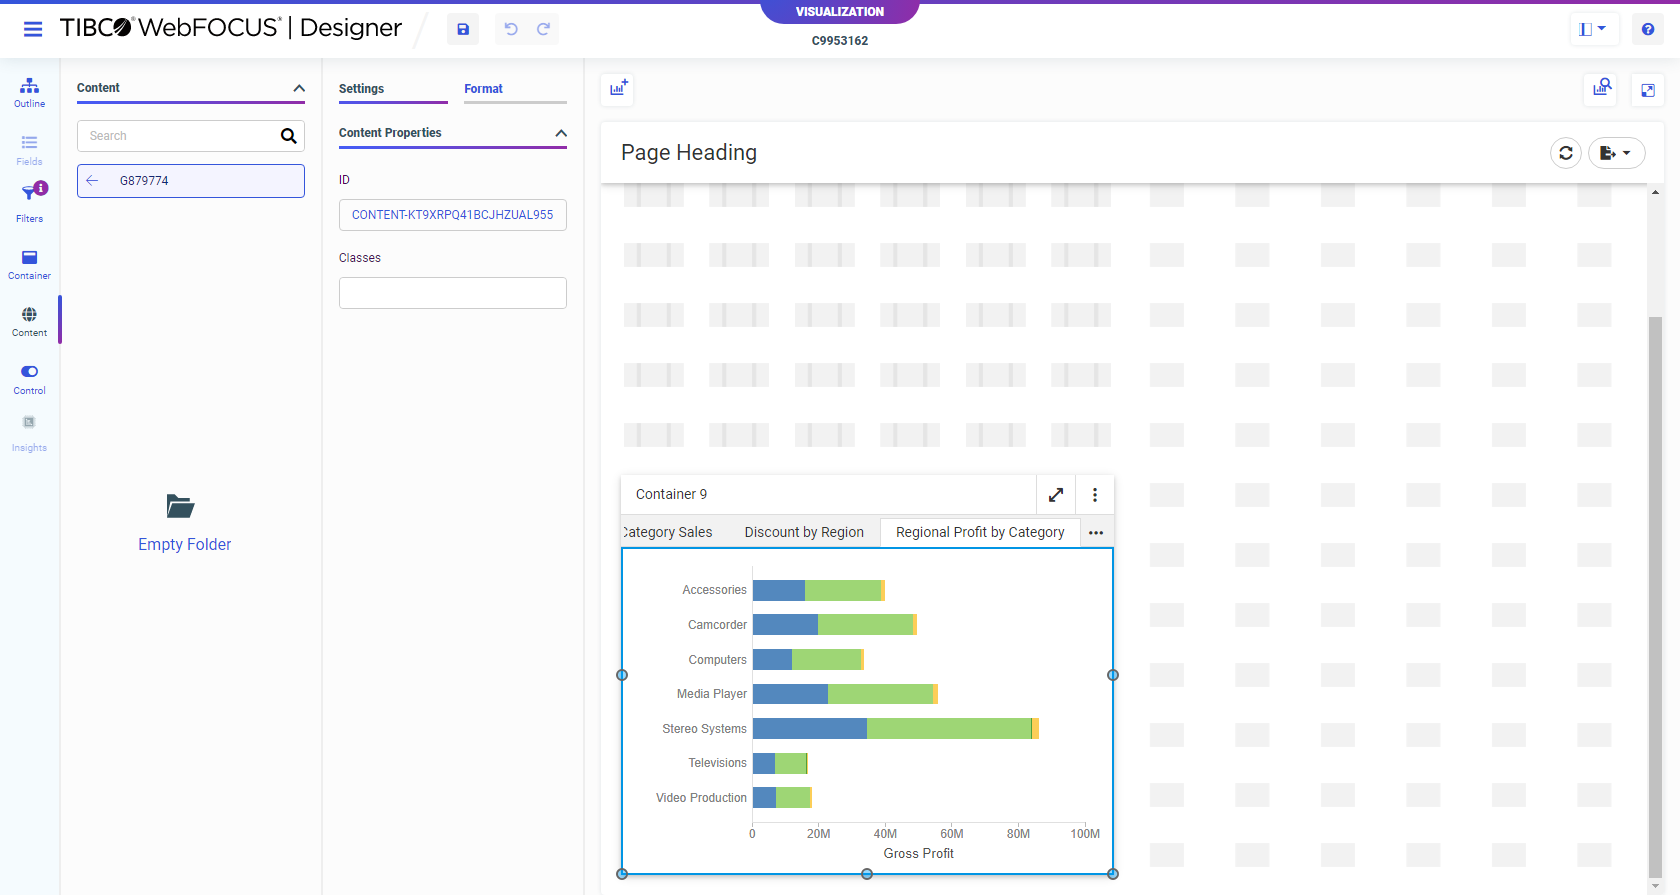 VISUALIZATION
TIBCO® WebFOCUS® | Designer
C9953162
Outline
Fields
Filters
Container
Content
Control
Insights
Content
Search
G879774
Empty Folder
Settings
Format
Content Properties
ID
CONTENT-KT9XRPQ41BCJHZUAL955
Classes
Page Heading
Container 9
Category Sales
Discount by Region
Regional Profit by Category
Accessories
Camcorder
Computers
Media Player
Stereo Systems
Televisions
Video Production
0 20M 40M 60M 80M 100M
Gross Profit